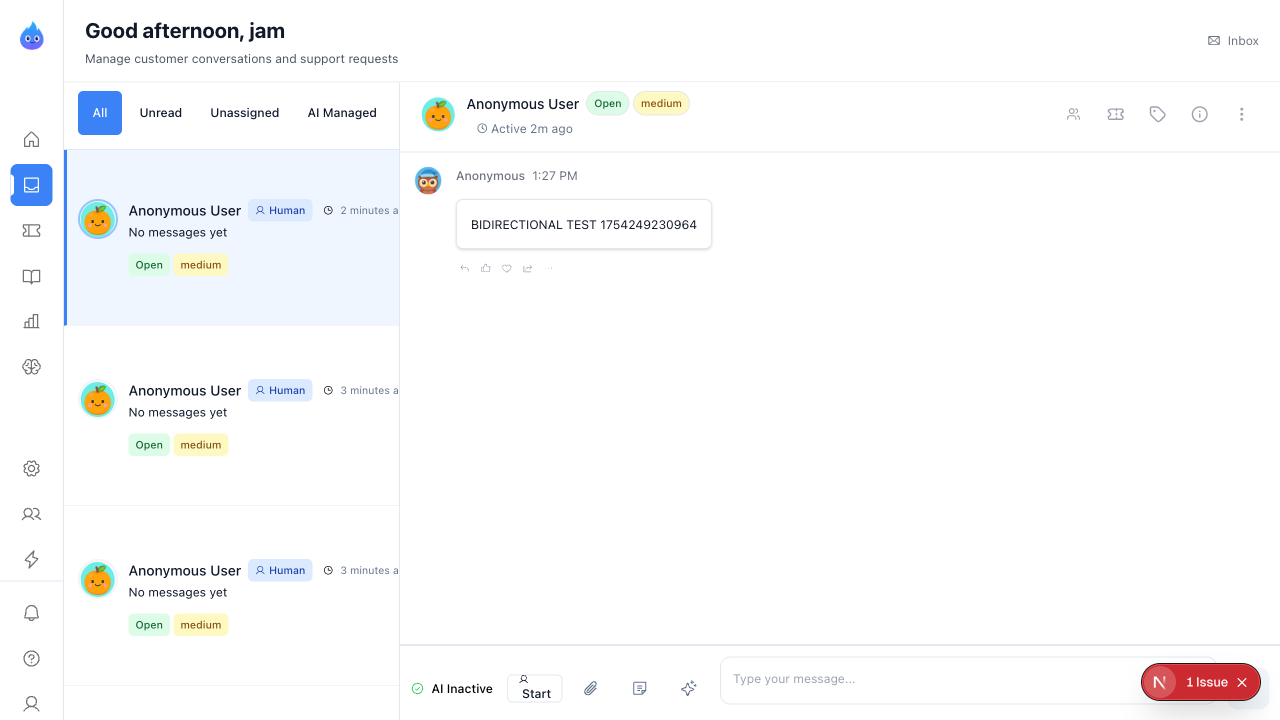 Good afternoon, jam
Manage customer conversations and support requests
Inbox
All
Unread
Unassigned
AI Managed
Anonymous User
Human
2 minutes a
No messages yet
Open
medium
Anonymous User
Human
3 minutes a
No messages yet
Open
medium
Anonymous User
Human
3 minutes a
No messages yet
Open
medium
Anonymous User
Open
medium
Active 2m ago
Anonymous 1:27 PM
BIDIRECTIONAL TEST 1754249230964
AI Inactive
Start
Type your message...
N
1 Issue